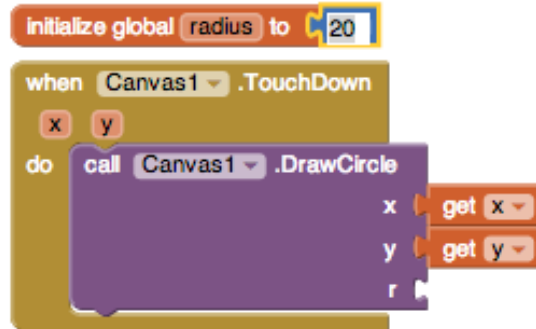 initialize global radius to 20
when Canvas1 .TouchDown
x y
do call Canvas1 .DrawCircle
x get x
y get y
r